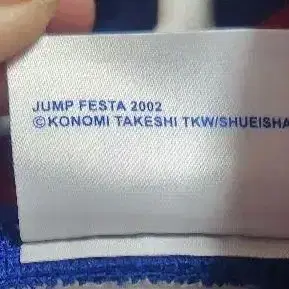 JUMP FESTA 2002
©KONOMI TAKESHI TKW/SHUEISHA